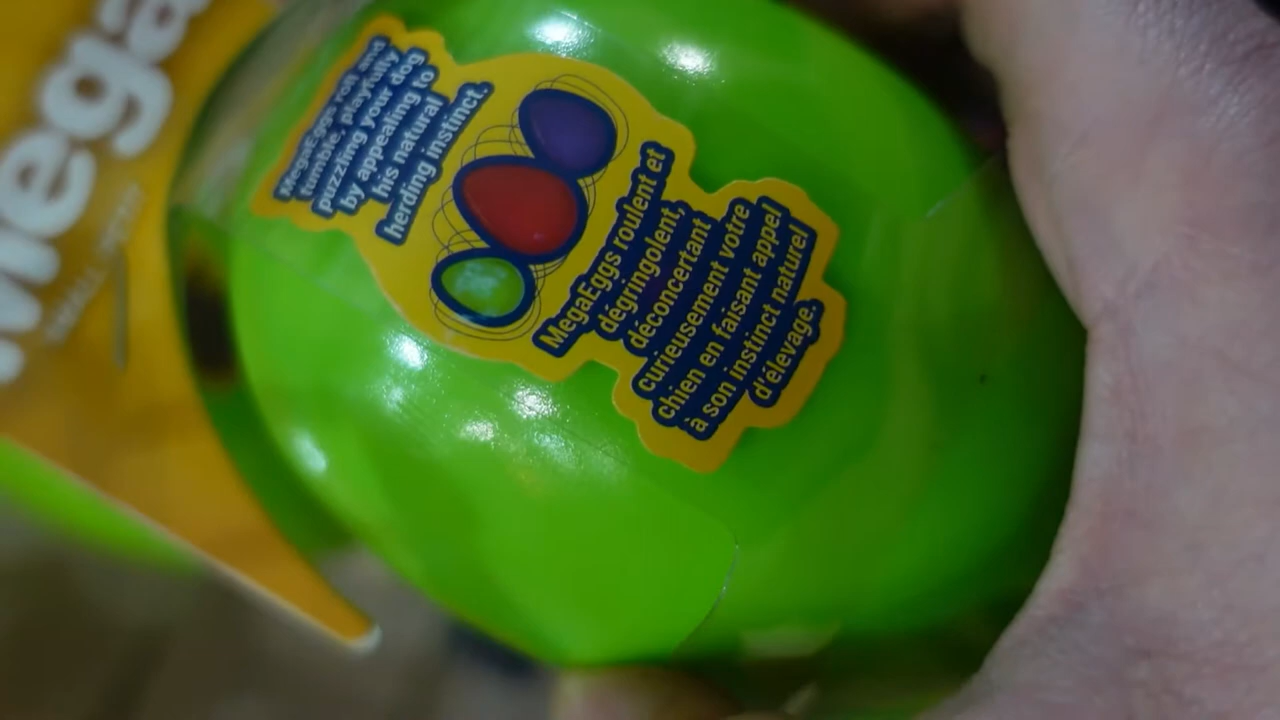 Mega
MegaEggs roll and
tumble, playfully
puzzling your dog
by appealing to
his natural
herding instinct.
MegaEggs roulent et
dégringolent,
déconcertant
curieusement votre
chien en faisant appel
à son instinct naturel
d'élevage.